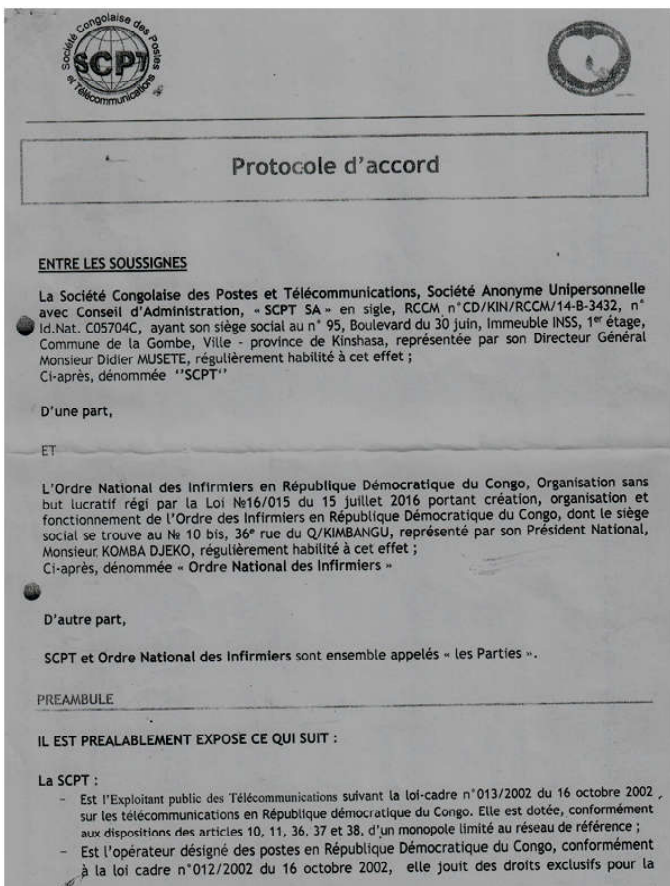 Société Congolaise des Postes
SCPT
et Télécommunications
Protocole d'accord
ENTRE LES SOUSSIGNES
La Société Congolaise des Postes et Télécommunications, Société Anonyme Unipersonnelle
avec Conseil d'Administration, « SCPT SA » en sigle, RCCM n°CD/KIN/RCCM/14-B-3432, n°
Id.Nat. C05704C, ayant son siège social au n° 95, Boulevard du 30 juin, Immeuble INSS, 1er étage,
Commune de la Gombe, Ville - province de Kinshasa, représentée par son Directeur Général
Monsieur Didier MUSETE, régulièrement habilité à cet effet ;
Ci-après, dénommée ‘‘SCPT‘‘
D'une part,
ET
L'Ordre National des Infirmiers en République Démocratique du Congo, Organisation sans
but lucratif régi par la Loi №16/015 du 15 juillet 2016 portant création, organisation et
fonctionnement de l'Ordre des Infirmiers en République Démocratique du Congo, dont le siège
social se trouve au № 10 bis, 36e rue du Q/KIMBANGU, représenté par son Président National,
Monsieur KOMBA DJEKO, régulièrement habilité à cet effet ;
Ci-après, dénommée « Ordre National des Infirmiers »
D'autre part,
SCPT et Ordre National des Infirmiers sont ensemble appelés « les Parties ».
PREAMBULE
IL EST PREALABLEMENT EXPOSE CE QUI SUIT :
La SCPT :
- Est l'Exploitant public des Télécommunications suivant la loi-cadre n°013/2002 du 16 octobre 2002
sur les télécommunications en République démocratique du Congo. Elle est dotée, conformément
aux dispositions des articles 10, 11, 36, 37 et 38, d'un monopole limité au réseau de référence ;
- Est l'opérateur désigné des postes en République Démocratique du Congo, conformément
à la loi cadre n°012/2002 du 16 octobre 2002, elle jouit des droits exclusifs pour la